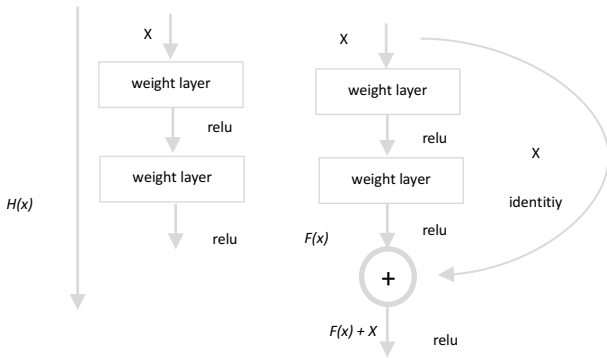 X
weight layer
relu
weight layer
H(x)
relu
X
weight layer
relu
X
weight layer
identitiy
F(x)
relu
+
F(x) + X
relu